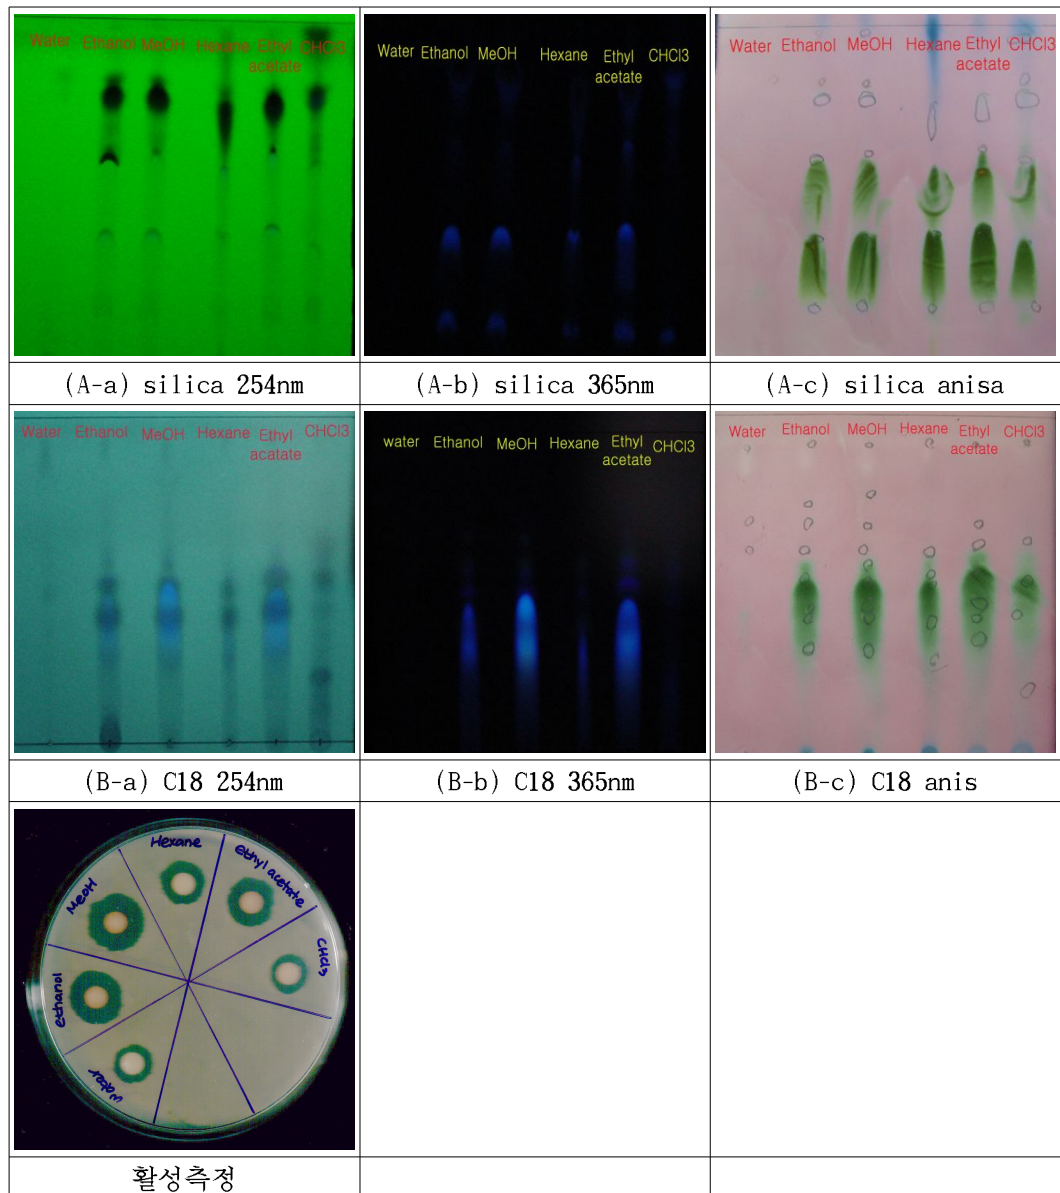 Water Ethanol MeOH Hexane Ethyl acetate CHCl3
Water Ethanol MeOH Hexane Ethyl acetate CHCl3
Water Ethanol MeOH Hexane Ethyl acetate CHCl3
(A-a) silica 254nm
(A-b) silica 365nm
(A-c) silica anisa
Water Ethanol MeOH Hexane Ethyl acatate CHCl3
water Ethanol MeOH Hexane Ethyl acetate CHCl3
Water Ethanol MeOH Hexane Ethyl acetate CHCl3
(B-a) C18 254nm
(B-b) C18 365nm
(B-c) C18 anis
Hexane
ethyl acetate
MeOH
CHCl3
ethanol
water
활성측정